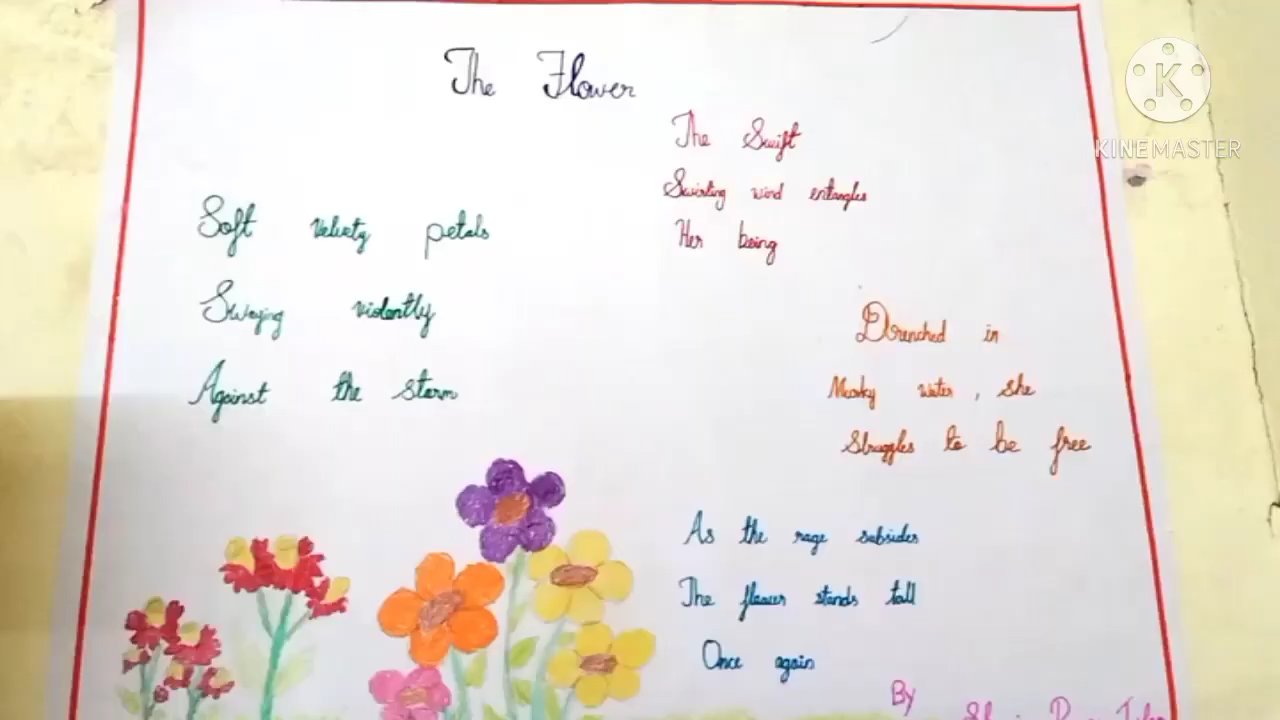 The Flower
Soft velvety petals
Swaying violently
Against the storm
The Swift
Swirling wind entangles
Her being
Drenched in
Murky water, she
Struggles to be free
As the rage subsides
The flower stands tall
Once again
By
K
KINEMASTER